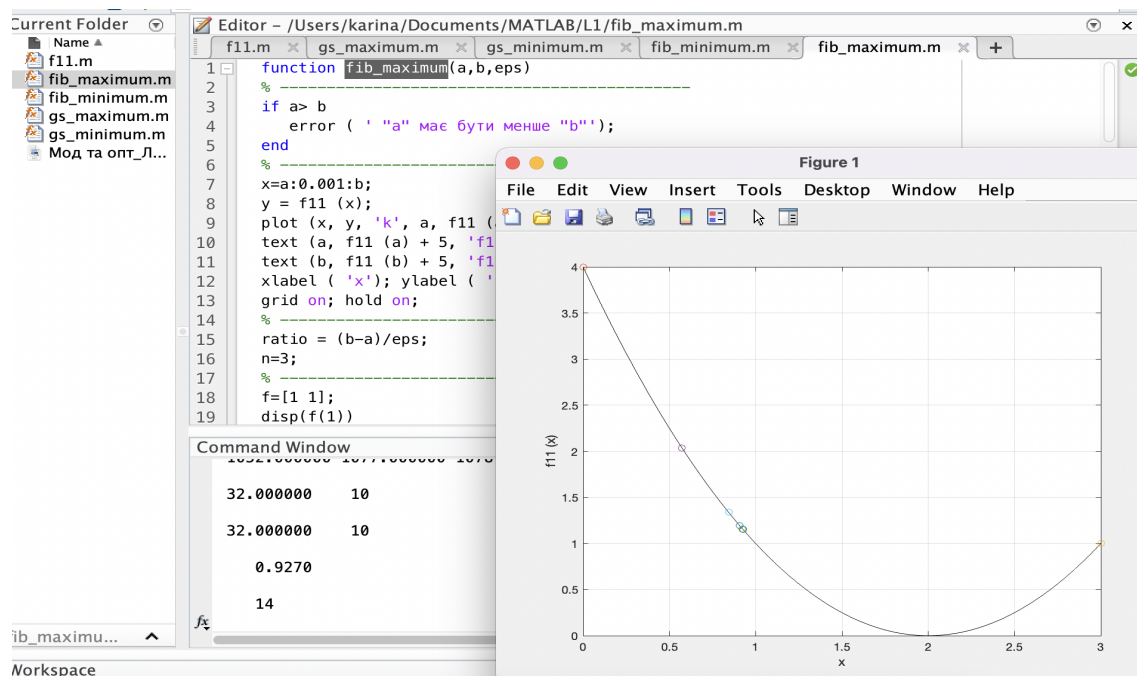 Current Folder
Name
f11.m
fib_maximum.m
fib_minimum.m
gs_maximum.m
gs_minimum.m
Мод та опт_Л...
fib_maximu...
Workspace
Editor – /Users/karina/Documents/MATLAB/L1/fib_maximum.m
f11.m gs_maximum.m gs_minimum.m fib_minimum.m fib_maximum.m +
1 function fib_maximum(a,b,eps)
2 % --------------------------------------------
3 if a> b
4 error ( ' "a" має бути менше "b"');
5 end
6 % ----------------------
7 x=a:0.001:b;
8 y = f11 (x);
9 plot (x, y, 'k', a, f11 (
10 text (a, f11 (a) + 5, 'f1
11 text (b, f11 (b) + 5, 'f1
12 xlabel ( 'x'); ylabel ( '
13 grid on; hold on;
14 % ----------------------
15 ratio = (b-a)/eps;
16 n=3;
17 % ----------------------
18 f=[1 1];
19 disp(f(1))
Command Window
32.000000 10
32.000000 10
0.9270
14
fx
Figure 1
File Edit View Insert Tools Desktop Window Help
f11 (x)
4
3.5
3
2.5
2
1.5
1
0.5
0
0 0.5 1 1.5 2 2.5 3
x